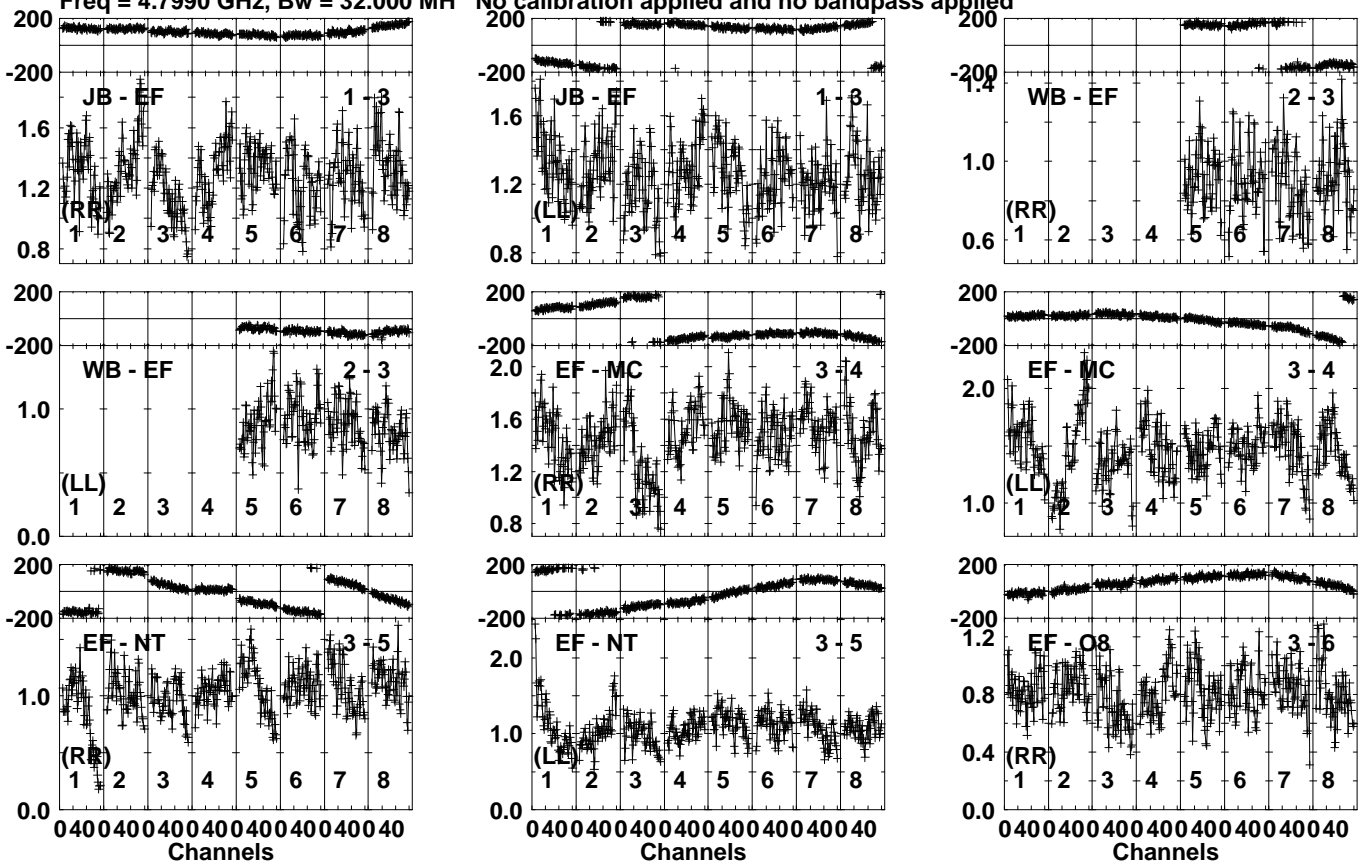 Freq = 4.7990 GHz, Bw = 32.000 MH No calibration applied and no bandpass applied
200
-200
JB - EF 1 - 3
1.6
1.2
0.8
(RR)
1 2 3 4 5 6 7 8
200
-200
JB - EF 1 - 3
1.6
1.2
0.8
(LL)
1 2 3 4 5 6 7 8
200
-200
1.4
WB - EF 2 - 3
1.0
0.6
(RR)
1 2 3 4 5 6 7 8
200
-200
WB - EF 2 - 3
1.0
0.0
(LL)
1 2 3 4 5 6 7 8
200
-200
2.0
EF - MC 3 - 4
1.6
1.2
0.8
(RR)
1 2 3 4 5 6 7 8
200
-200
EF - MC 3 - 4
2.0
1.0
(LL)
1 2 3 4 5 6 7 8
200
-200
EF - NT 3 - 5
1.0
0.0
(RR)
1 2 3 4 5 6 7 8
0 40 0 40 0 40 0 40 0 40 0 40 0 40 0 40
Channels
200
-200
EF - NT 3 - 5
2.0
1.0
0.0
(LL)
1 2 3 4 5 6 7 8
0 40 0 40 0 40 0 40 0 40 0 40 0 40 0 40
Channels
200
-200
1.2
EF - O8 3 - 6
0.8
0.4
0.0
(RR)
1 2 3 4 5 6 7 8
0 40 0 40 0 40 0 40 0 40 0 40 0 40 0 40
Channels